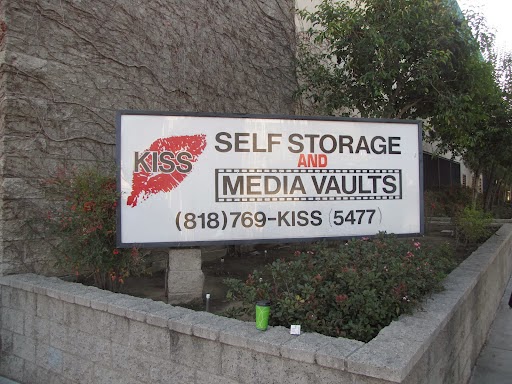 KISS
SELF STORAGE
AND
MEDIA VAULTS
(818)769-KISS (5477)